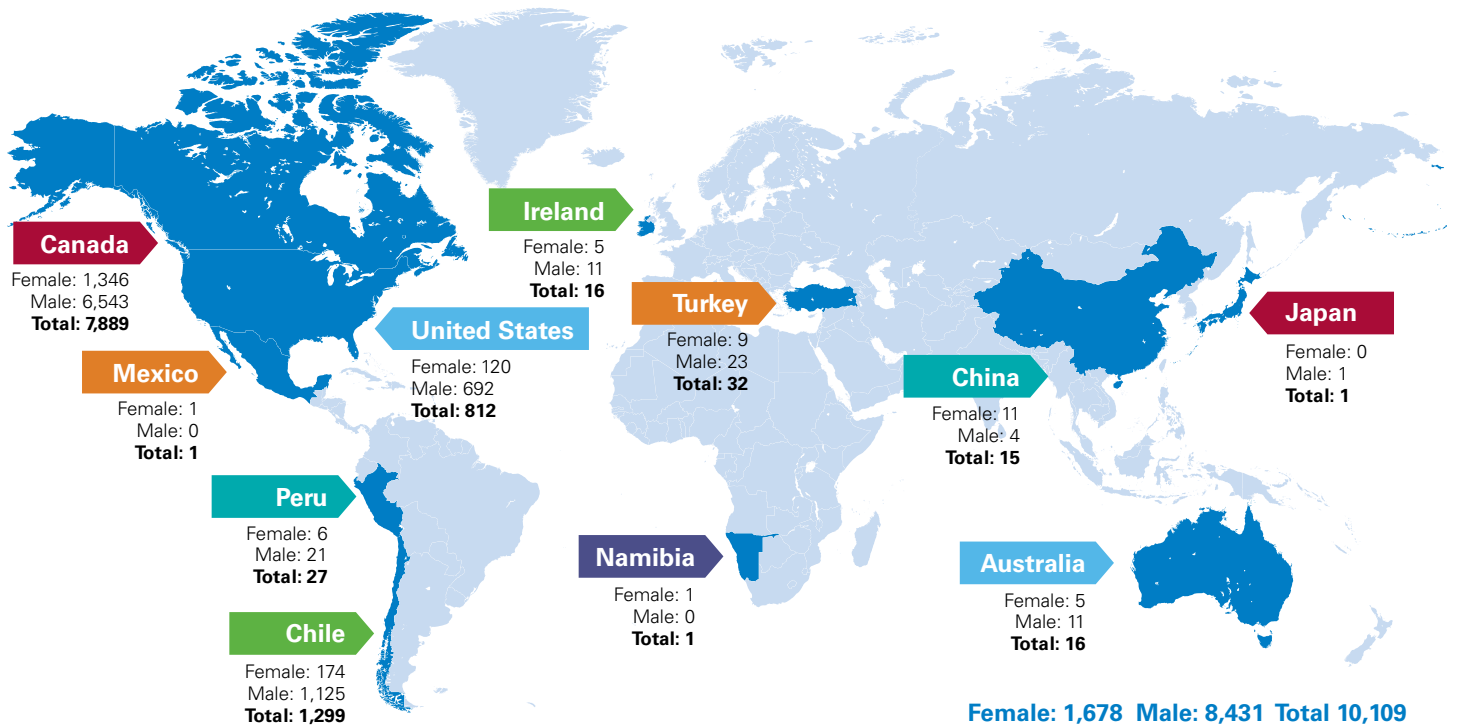 Canada
Female: 1,346
Male: 6,543
Total: 7,889
Mexico
Female: 1
Male: 0
Total: 1
United States
Female: 120
Male: 692
Total: 812
Peru
Female: 6
Male: 21
Total: 27
Chile
Female: 174
Male: 1,125
Total: 1,299
Ireland
Female: 5
Male: 11
Total: 16
Turkey
Female: 9
Male: 23
Total: 32
Namibia
Female: 1
Male: 0
Total: 1
China
Female: 11
Male: 4
Total: 15
Japan
Female: 0
Male: 1
Total: 1
Australia
Female: 5
Male: 11
Total: 16
Female: 1,678 Male: 8,431 Total 10,109